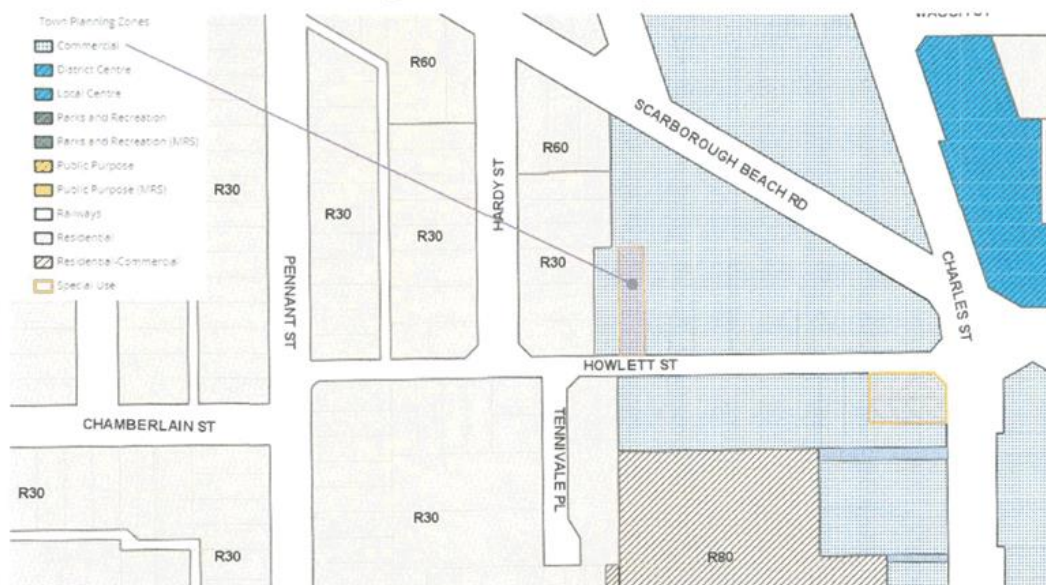 Town Planning Zones
Commercial
District Centre
Local Centre
Parks and Recreation
Parks and Recreation (MRS)
Public Purpose
Public Purpose (MRS)
Railways
Residential
Residential-Commercial
Special Use
R30
R60
R30
R30
HARDY ST
R60
R30
SCARBOROUGH BEACH RD
PENNANT ST
CHARLES ST
HOWLETT ST
CHAMBERLAIN ST
TENNIVALE PL
R30
R30
R30
R80